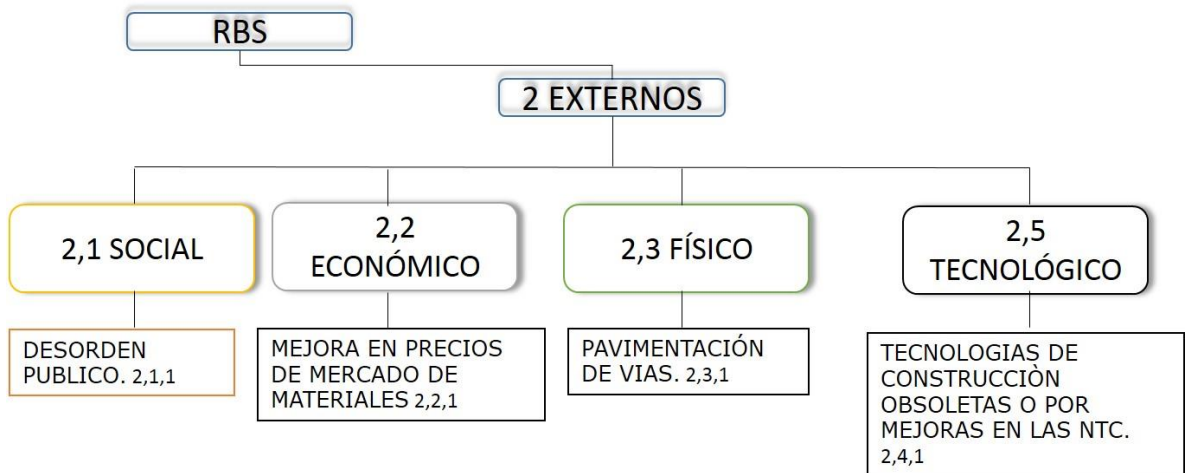 RBS
2 EXTERNOS
2,1 SOCIAL
2,2
ECONÓMICO
2,3 FÍSICO
2,5
TECNOLÓGICO
DESORDEN
PUBLICO. 2,1,1
MEJORA EN PRECIOS
DE MERCADO DE
MATERIALES 2,2,1
PAVIMENTACIÓN
DE VIAS. 2,3,1
TECNOLOGIAS DE
CONSTRUCCIÒN
OBSOLETAS O POR
MEJORAS EN LAS NTC.
2,4,1